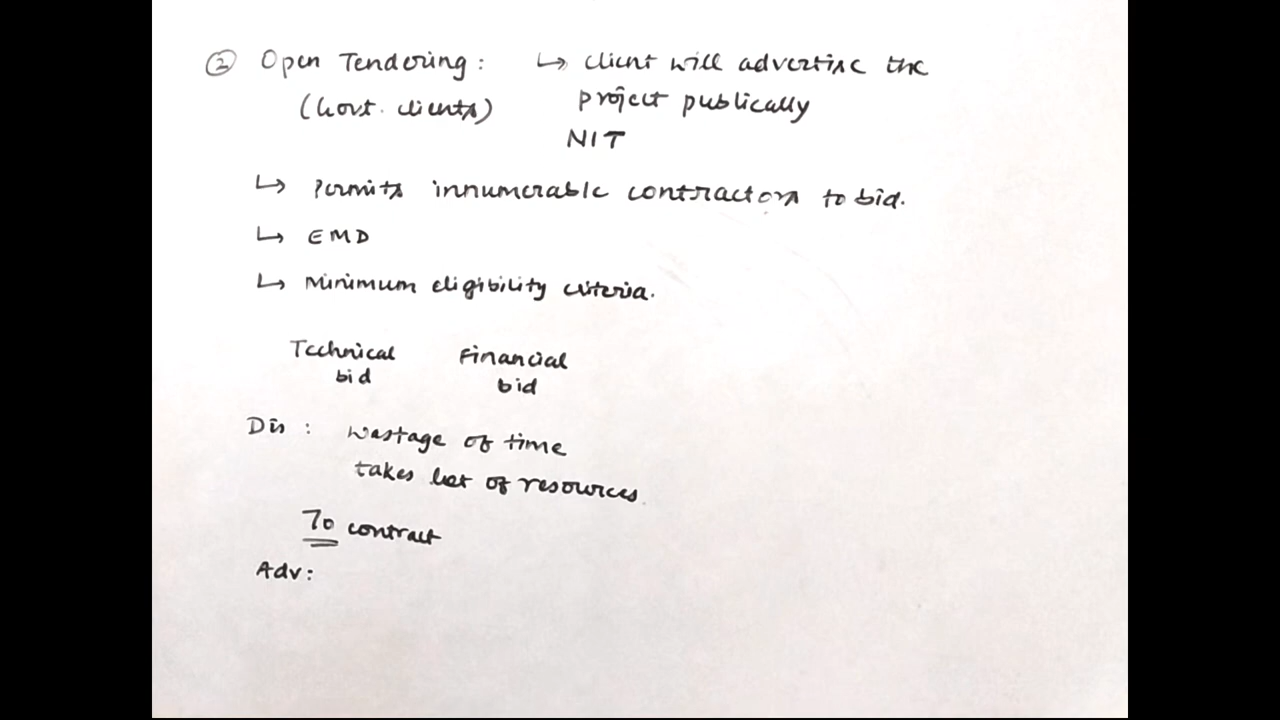 ② Open Tendering : ↳ client will advertise the
(Govt. clients) project publically
NIT
↳ Permits innumerable contractors to bid.
↳ EMD
↳ Minimum eligibility criteria.
Technical Financial
bid bid
Dis : wastage of time
takes lot of resources.
70 contract
Adv :